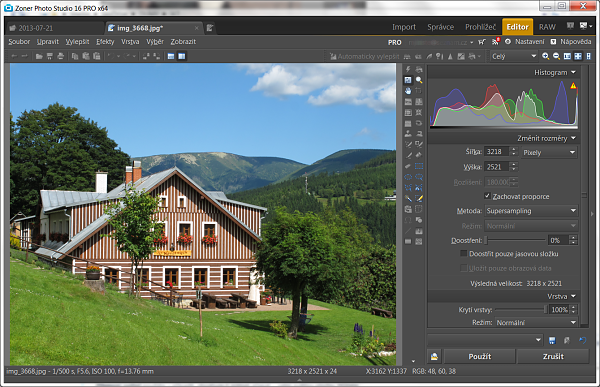 Zoner Photo Studio 16 PRO x64
2013-07-21
img_3668.jpg*
Import
Správce
Prohlížeč
Editor
RAW
Soubor
Upravit
Vylepšit
Efekty
Vrstva
Výběr
Zobrazit
PRO
Nastavení
Nápověda
Automaticky vylepšit
Celý
Histogram
Změnit rozměry
Šířka: 3218 Pixely
Výška: 2521
Rozlišení: 180.00
Zachovat proporce
Metoda: Supersampling
Režim: Normální
Doostření: 0%
Doostřit pouze jasovou složku
Uložit pouze obrazová data
Výsledná velikost: 3218 x 2521
Vrstva
Krytí vrstvy: 100%
Režim: Normální
Použít
Zrušit
img_3668.jpg - 1/500 s, F5.6, ISO 100, f=13.76 mm
3218 x 2521 x 24
X:3162 Y:1337
RGB: 48, 60, 38